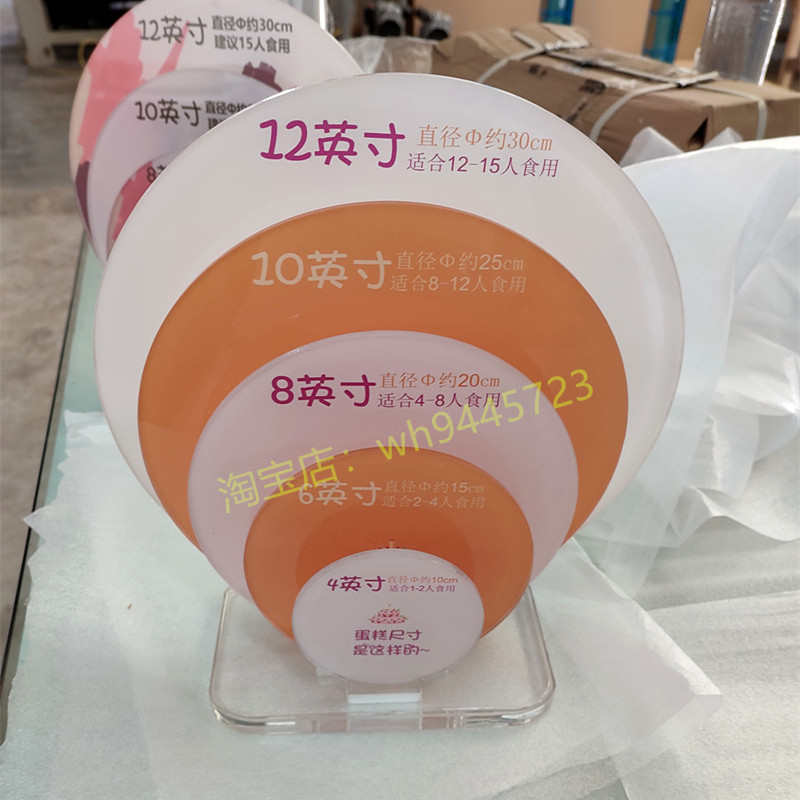 12英寸 直径Φ约30cm
建议15人食用
10英寸 直径
8
12英寸 直径Φ约30cm
适合12-15人食用
10英寸 直径Φ约25cm
适合8-12人食用
8英寸 直径Φ约20cm
适合4-8人食用
淘宝店：wh9445723
6英寸 直径Φ约15cm
适合2-4人食用
4英寸 直径Φ约10cm
适合1-2人食用
蛋糕尺寸
是这样的~